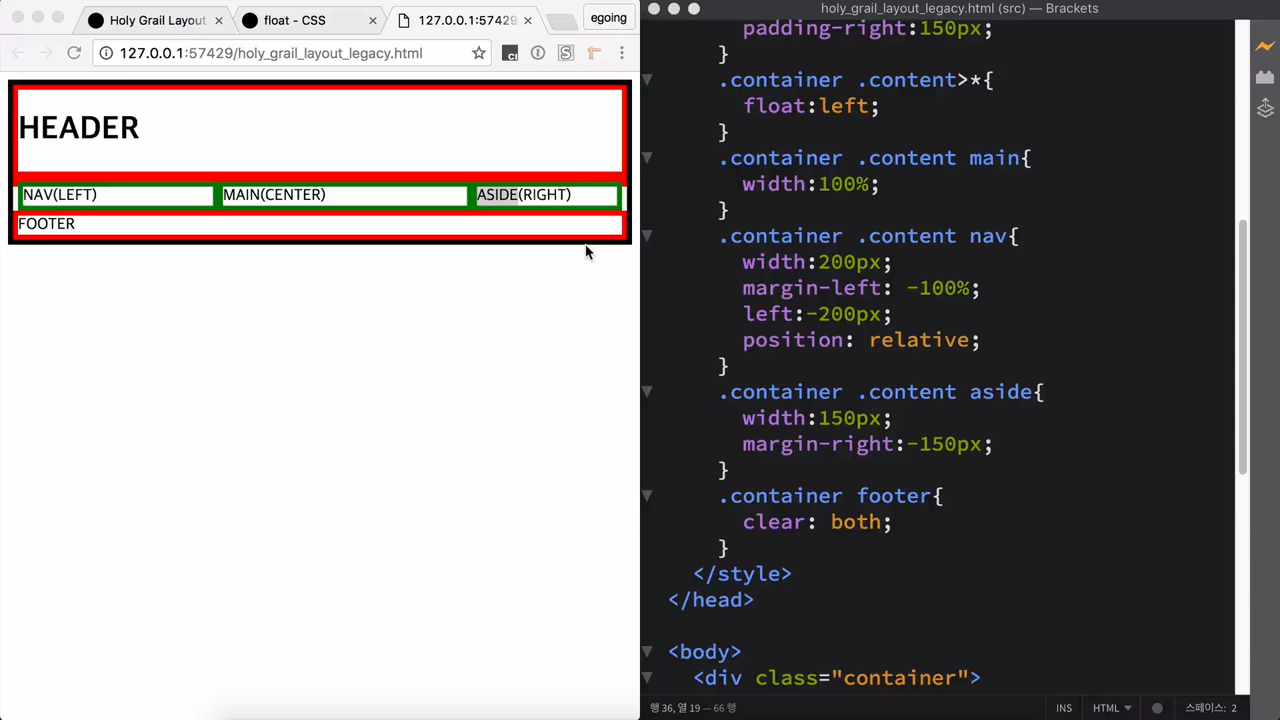 Holy Grail Layout
float - CSS
127.0.0.1:57429
egoing
127.0.0.1:57429/holy_grail_layout_legacy.html
HEADER
NAV(LEFT)
MAIN(CENTER)
ASIDE(RIGHT)
FOOTER
holy_grail_layout_legacy.html (src) — Brackets
padding-right:150px;
}
.container .content>*{
float:left;
}
.container .content main{
width:100%;
}
.container .content nav{
width:200px;
margin-left: -100%;
left:-200px;
position: relative;
}
.container .content aside{
width:150px;
margin-right:-150px;
}
.container footer{
clear: both;
}
</style>
</head>
<body>
<div class="container">
행 36, 열 19 — 66 행
INS
HTML
스페이스: 2